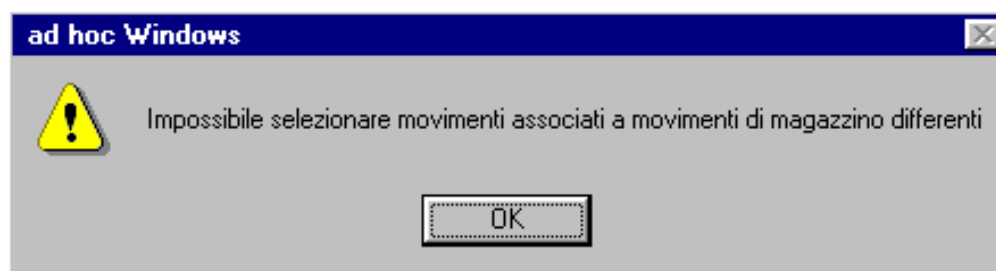 ad hoc Windows
Impossibile selezionare movimenti associati a movimenti di magazzino differenti
OK